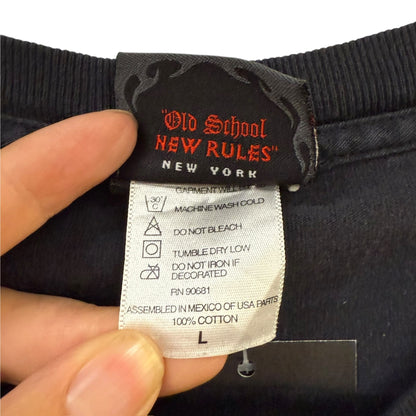 "Old School
NEW RULES"
NEW YORK
GARMENT WILL
30°
C
MACHINE WASH COLD
DO NOT BLEACH
TUMBLE DRY LOW
DO NOT IRON IF
DECORATED
RN 90681
ASSEMBLED IN MEXICO OF USA PARTS
100% COTTON
L